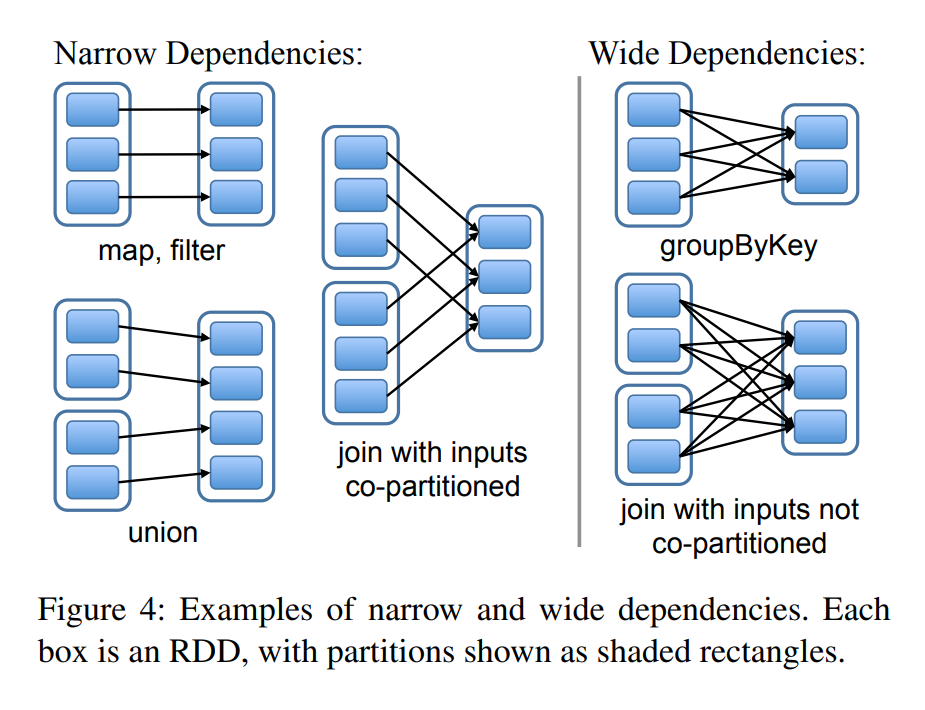 Narrow Dependencies:
map, filter
union
join with inputs
co-partitioned
Wide Dependencies:
groupByKey
join with inputs not
co-partitioned
Figure 4: Examples of narrow and wide dependencies. Each
box is an RDD, with partitions shown as shaded rectangles.